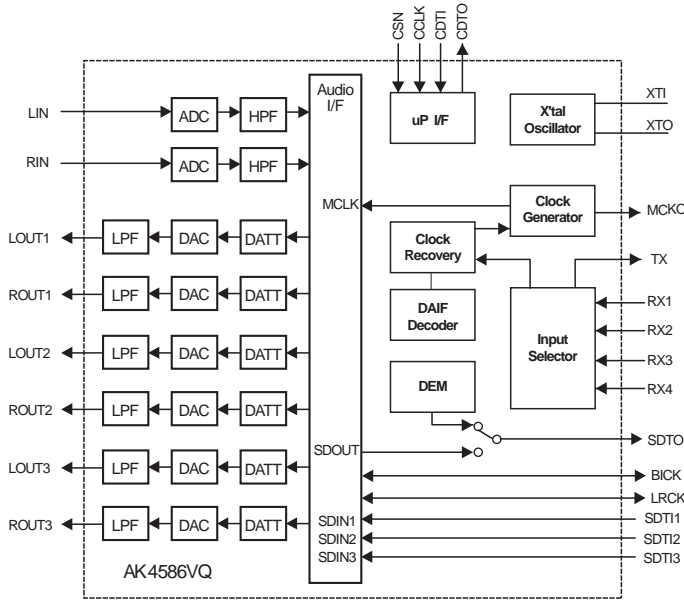 CSN
CCLK
CDTI
CDTO
Audio
I/F
uP I/F
X'tal
Oscillator
XTI
XTO
LIN
ADC
HPF
RIN
ADC
HPF
MCLK
Clock
Generator
MCKO
LOUT1
LPF
DAC
DATT
Clock
Recovery
TX
ROUT1
LPF
DAC
DATT
DAIF
Decoder
Input
Selector
RX1
RX2
RX3
RX4
LOUT2
LPF
DAC
DATT
ROUT2
LPF
DAC
DATT
DEM
SDOUT
SDTO
LOUT3
LPF
DAC
DATT
BICK
LRCK
ROUT3
LPF
DAC
DATT
SDIN1
SDIN2
SDIN3
SDTI1
SDTI2
SDTI3
AK4586VQ